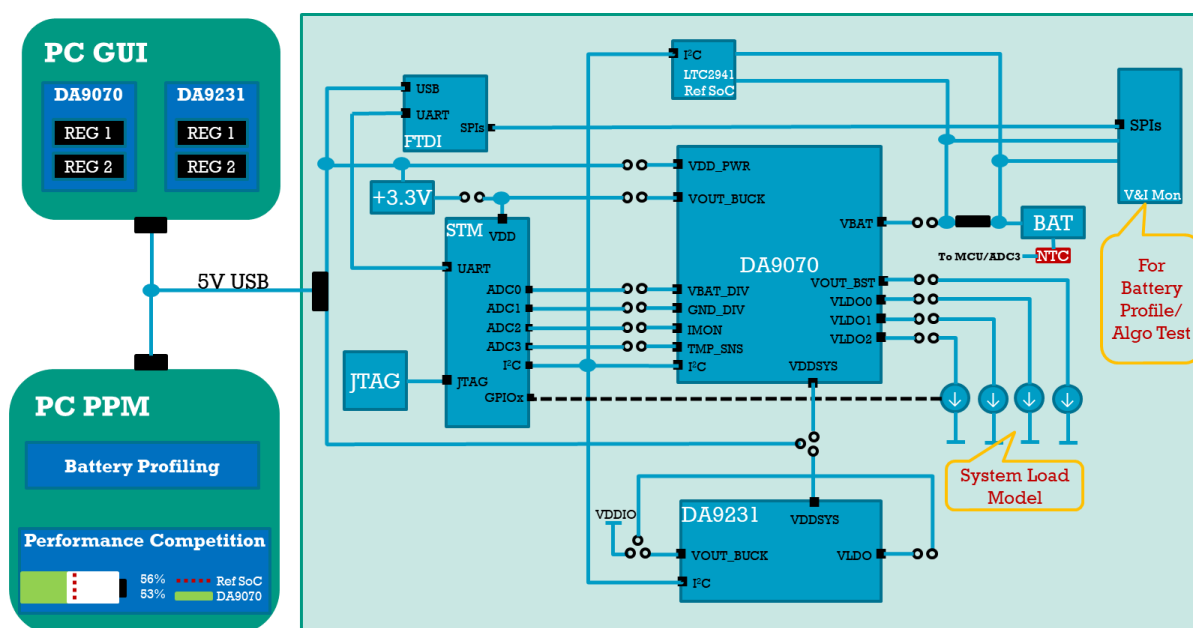 PC GUI
DA9070
DA9231
REG 1
REG 1
REG 2
REG 2
5V USB
PC PPM
Battery Profiling
Performance Competition
56%
Ref SoC
53%
DA9070
I²C
LTC2941
Ref SoC
USB
UART
SPIs
FTDI
SPIs
V&I Mon
+3.3V
VDD_PWR
VOUT_BUCK
STM
VDD
UART
ADC0
ADC1
ADC2
ADC3
I²C
JTAG
GPIOx
JTAG
VBAT
DA9070
VOUT_BST
VBAT_DIV
VLDO0
GND_DIV
VLDO1
IMON
VLDO2
TMP_SNS
I²C
VDDSYS
BAT
To MCU/ADC3
NTC
For
Battery
Profile/
Algo Test
System Load
Model
VDDIO
DA9231
VDDSYS
VOUT_BUCK
VLDO
I²C